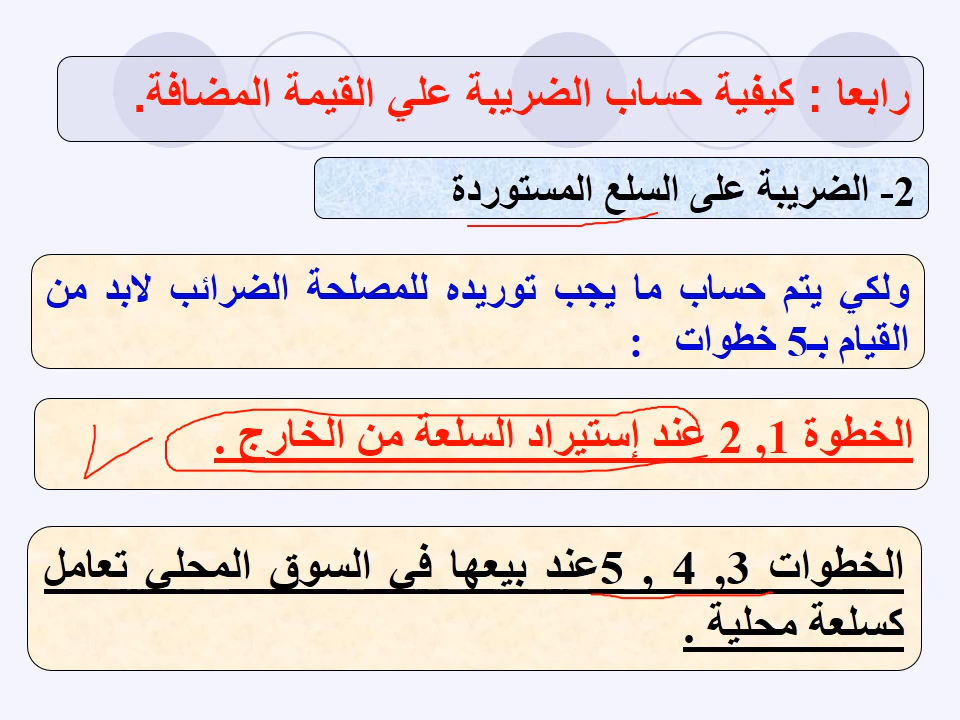 رابعا : كيفية حساب الضريبة علي القيمة المضافة.
2- الضريبة على السلع المستوردة
ولكي يتم حساب ما يجب توريده للمصلحة الضرائب لابد من
القيام بـ5 خطوات :
الخطوة 1, 2 عند إستيراد السلعة من الخارج .
الخطوات 3, 4 , 5عند بيعها في السوق المحلي تعامل
كسلعة محلية .